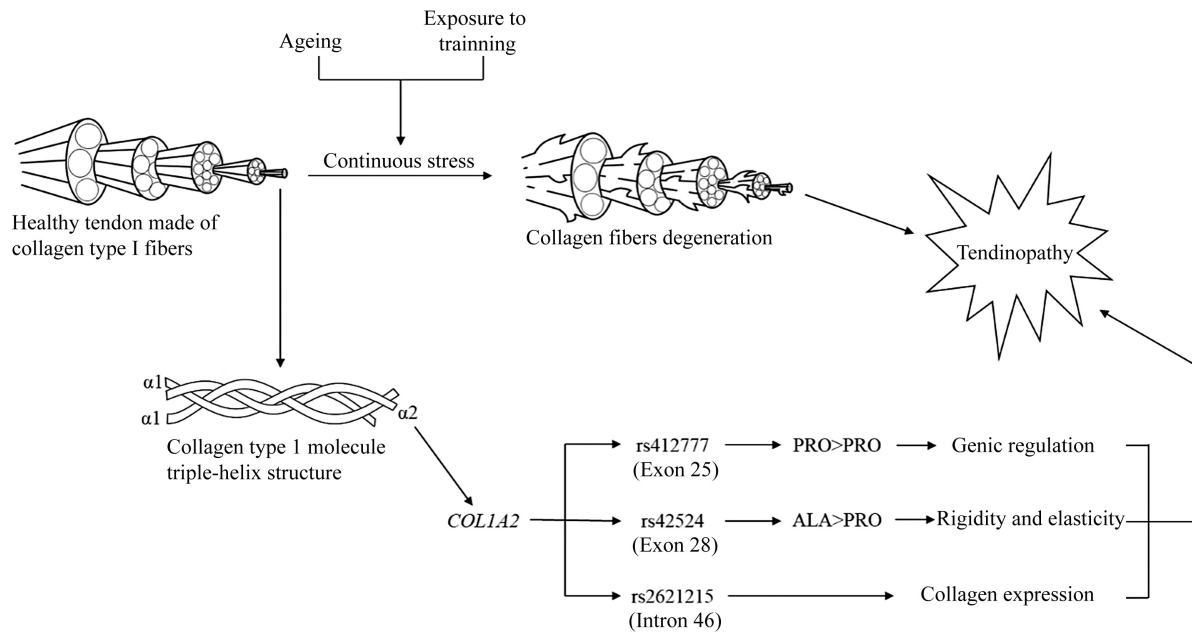 Ageing
Exposure to
trainning
Continuous stress
Healthy tendon made of
collagen type I fibers
Collagen fibers degeneration
Tendinopathy
α1
α1
α2
Collagen type 1 molecule
triple-helix structure
COL1A2
rs412777
(Exon 25)
PRO>PRO
Genic regulation
rs42524
(Exon 28)
ALA>PRO
Rigidity and elasticity
rs2621215
(Intron 46)
Collagen expression